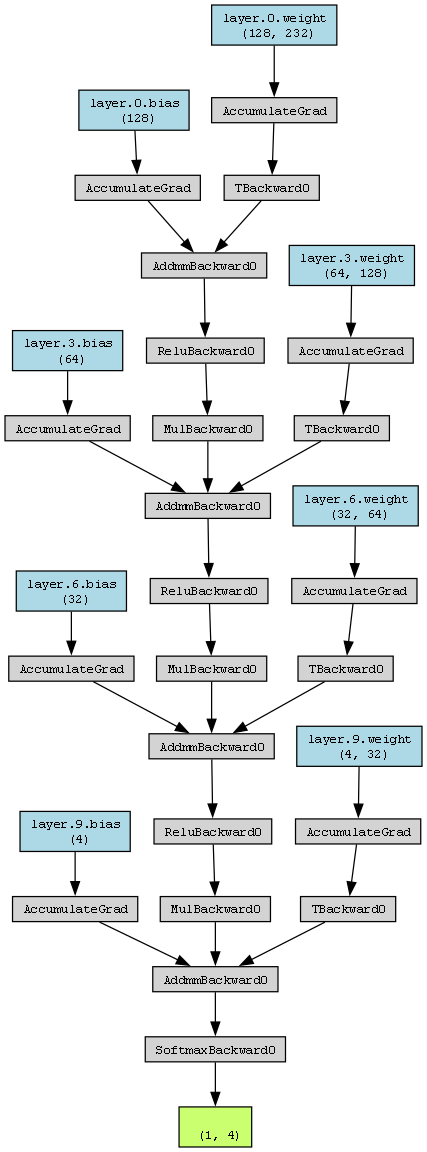 layer.0.weight
(128, 232)
layer.0.bias
(128)
AccumulateGrad
AccumulateGrad
TBackward0
AddmmBackward0
layer.3.weight
(64, 128)
layer.3.bias
(64)
ReluBackward0
AccumulateGrad
AccumulateGrad
MulBackward0
TBackward0
AddmmBackward0
layer.6.weight
(32, 64)
layer.6.bias
(32)
ReluBackward0
AccumulateGrad
AccumulateGrad
MulBackward0
TBackward0
AddmmBackward0
layer.9.weight
(4, 32)
layer.9.bias
(4)
ReluBackward0
AccumulateGrad
AccumulateGrad
MulBackward0
TBackward0
AddmmBackward0
SoftmaxBackward0
(1, 4)